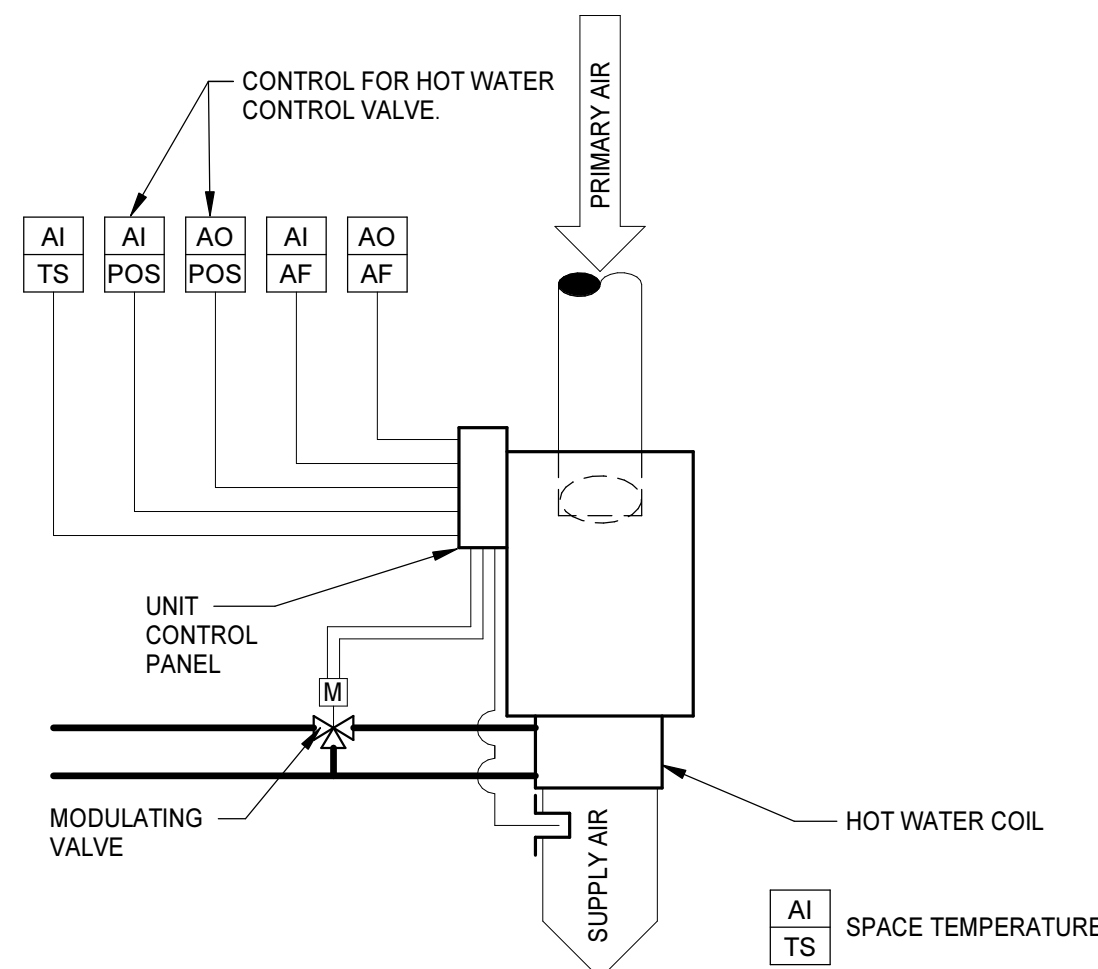 CONTROL FOR HOT WATER
CONTROL VALVE.
PRIMARY AIR
AI AI AO AI AO
TS POS POS AF AF
UNIT
CONTROL
PANEL
M
MODULATING
VALVE
HOT WATER COIL
SUPPLY AIR
AI
TS
SPACE TEMPERATURE